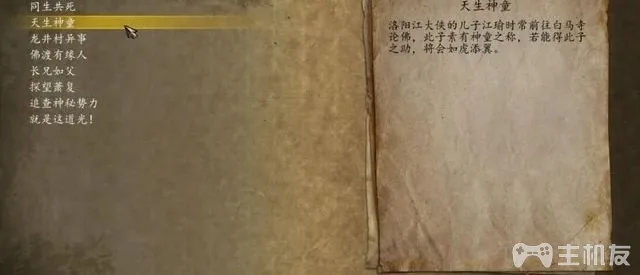 同生共死
天生神童
龙井村异事
佛渡有缘人
长兄如父
探望萧复
追查神秘势力
就是这道光！
天生神童
洛阳江大侠的儿子江瑜时常前往白马寺
论佛，此子素有神童之称，若能得此子
之助，将会如虎添翼。
主机友